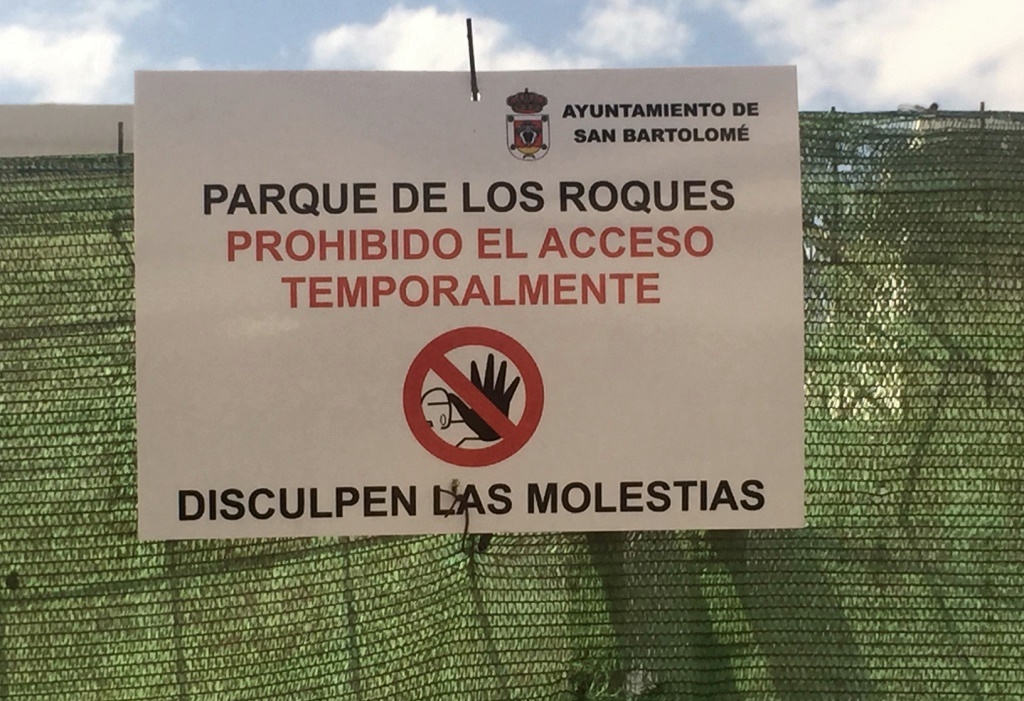 AYUNTAMIENTO DE
SAN BARTOLOMÉ
PARQUE DE LOS ROQUES
PROHIBIDO EL ACCESO
TEMPORALMENTE
DISCULPEN LAS MOLESTIAS